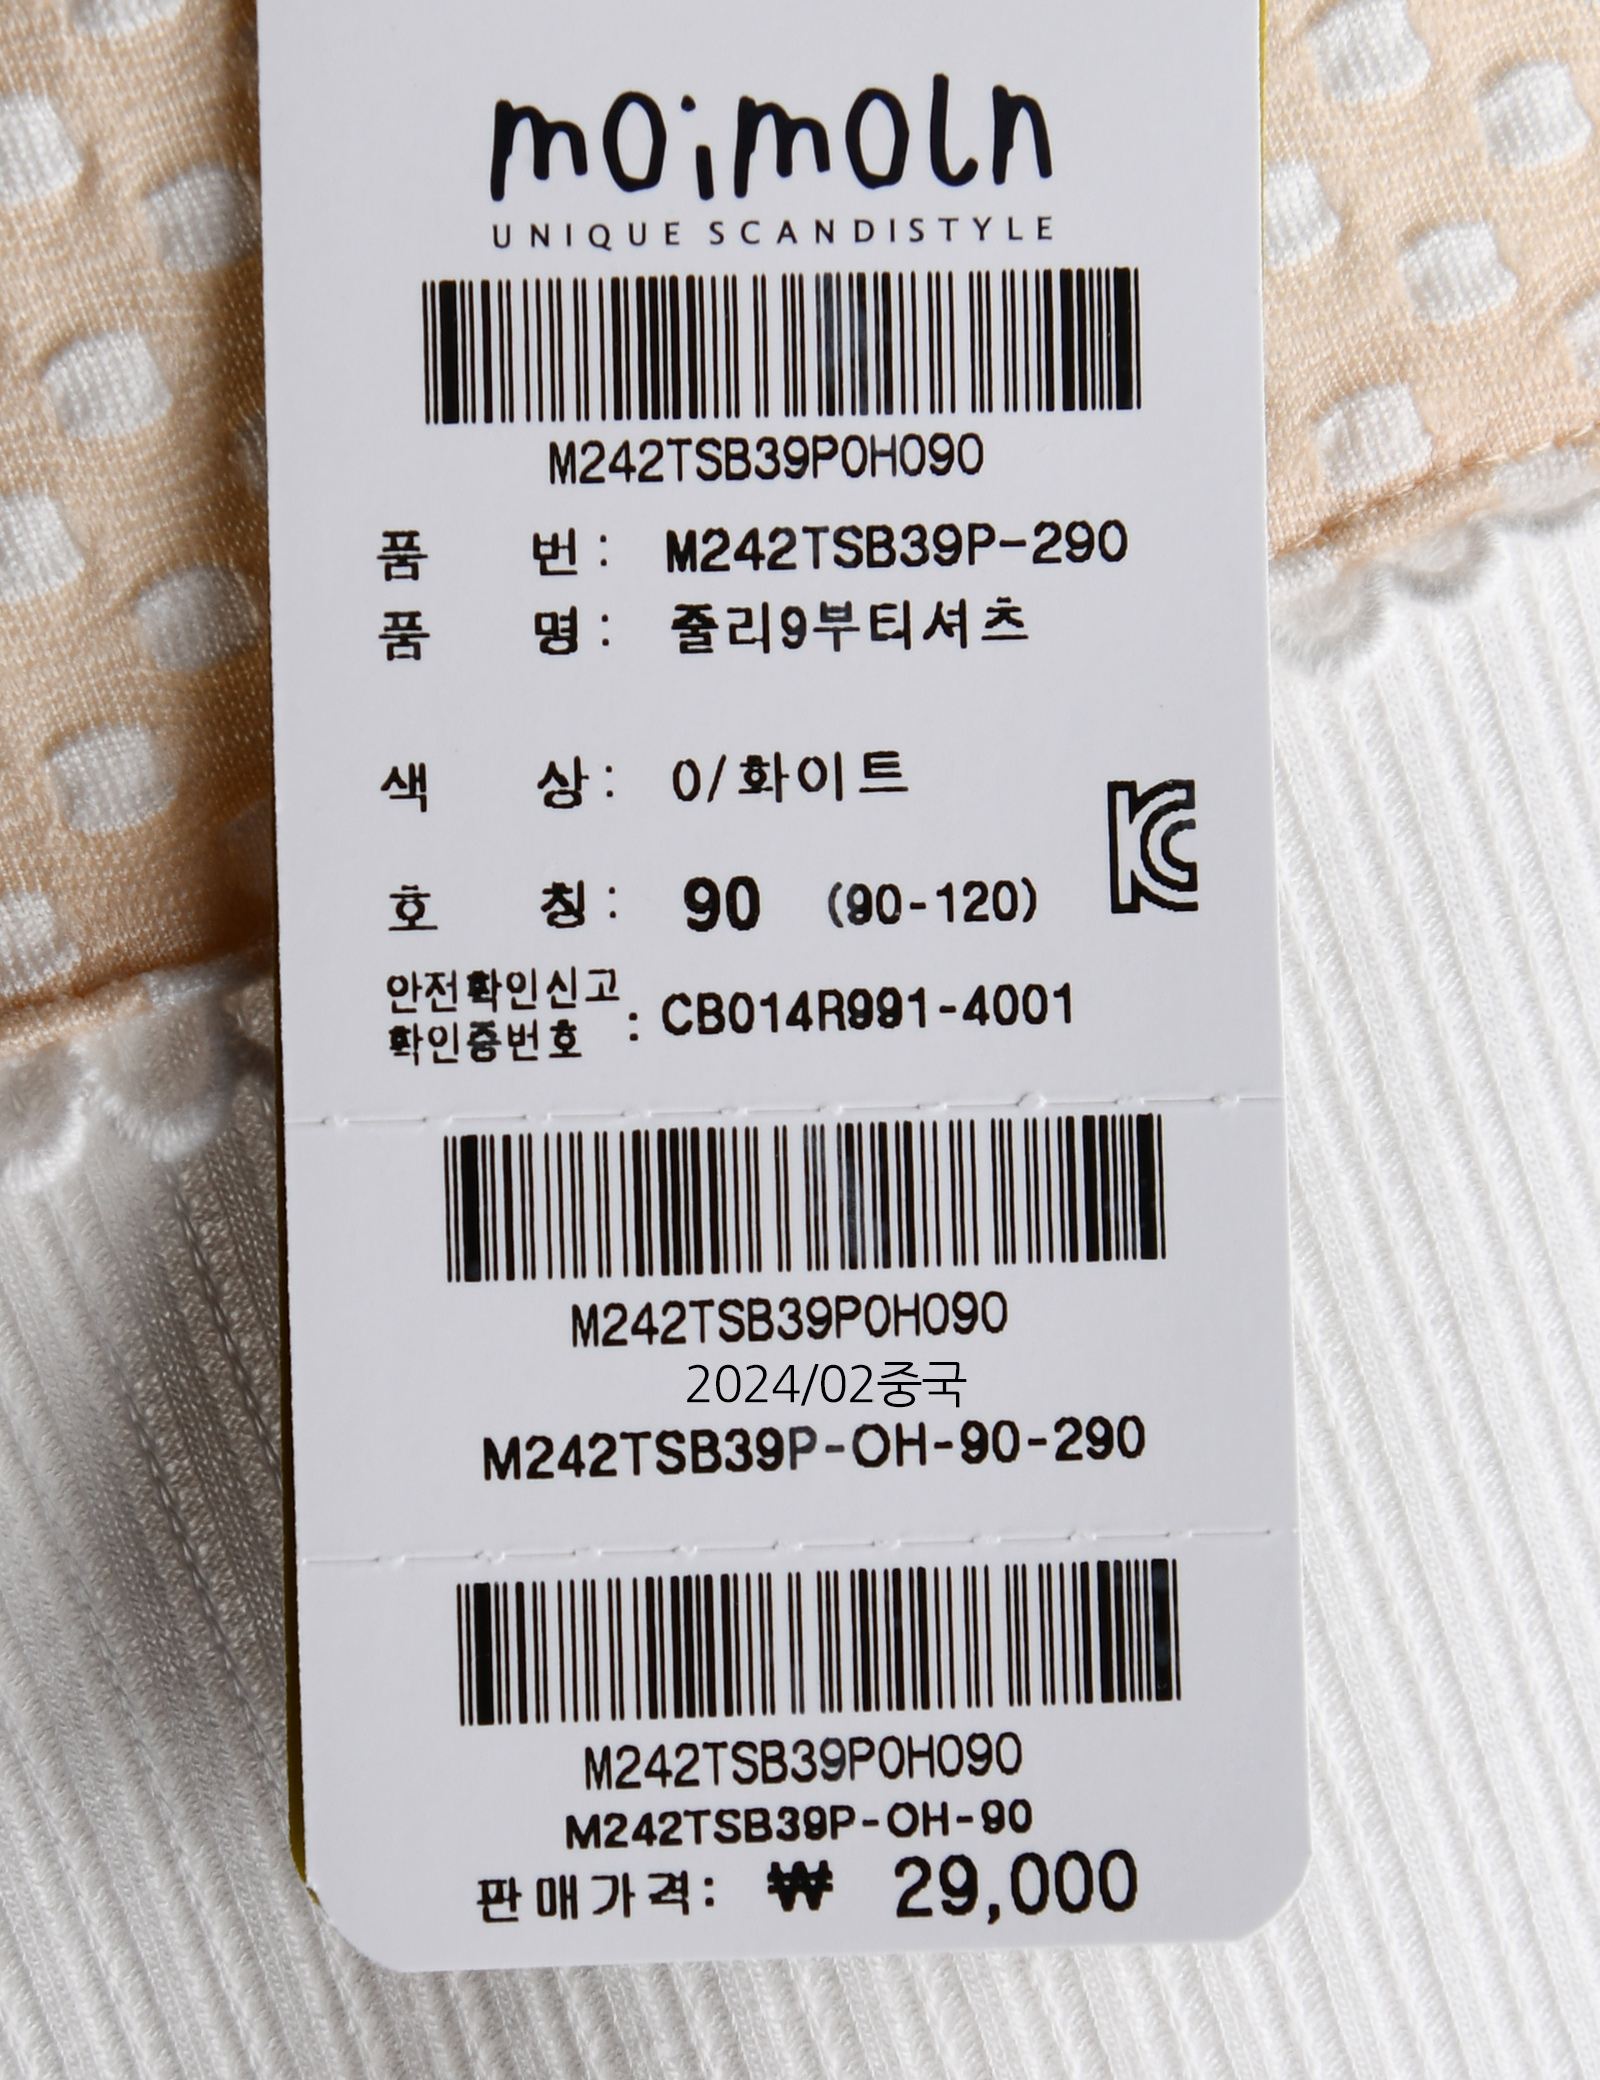 moimoln
UNIQUE SCANDISTYLE
M242TSB39P0H090
품 번 : M242TSB39P-290
품 명 : 쥴리9부티셔츠
색 상 : 0/화이트
호 칭 : 90 (90-120)
안전확인신고
확인증번호 : CB014R991-4001
M242TSB39P0H090
2024/02중국
M242TSB39P-OH-90-290
M242TSB39P0H090
M242TSB39P-OH-90
판매가격: ₩ 29,000